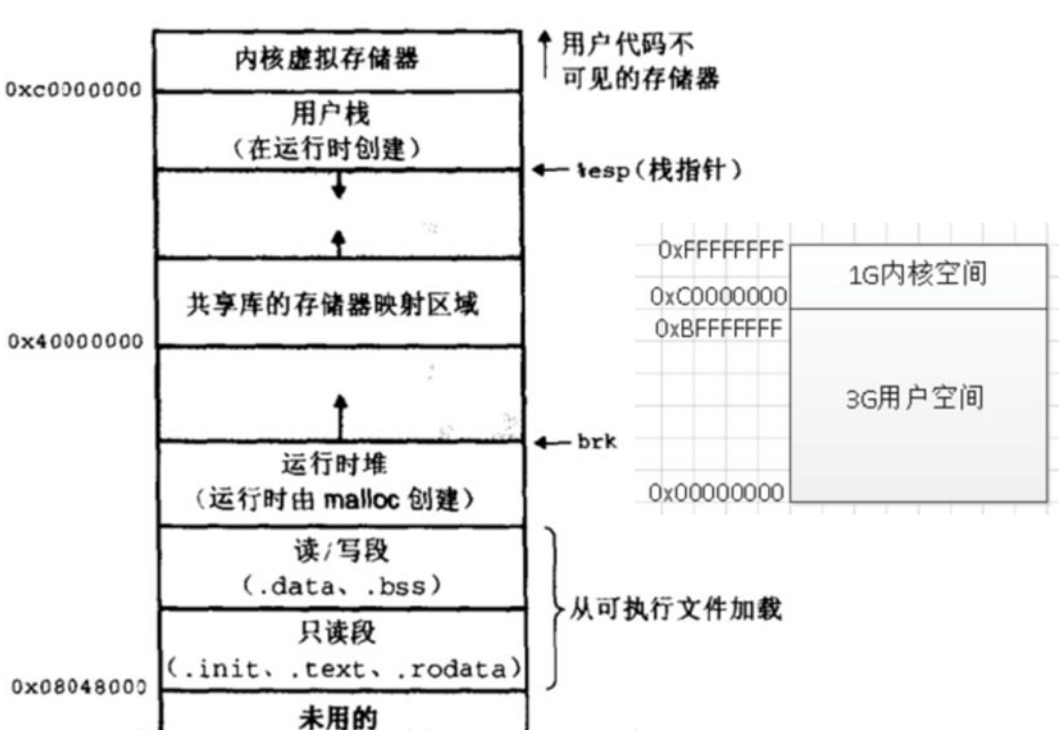 内核虚拟存储器
用户代码不
可见的存储器
0xc0000000
用户栈
(在运行时创建)
%esp(栈指针)
共享库的存储器映射区域
0x40000000
brk
运行时堆
(运行时由 malloc 创建)
读/写段
(.data、.bss)
从可执行文件加载
只读段
(.init、.text、.rodata)
0x08048000
未用的
0xFFFFFFFF
1G内核空间
0xC0000000
0xBFFFFFFF
3G用户空间
0x00000000